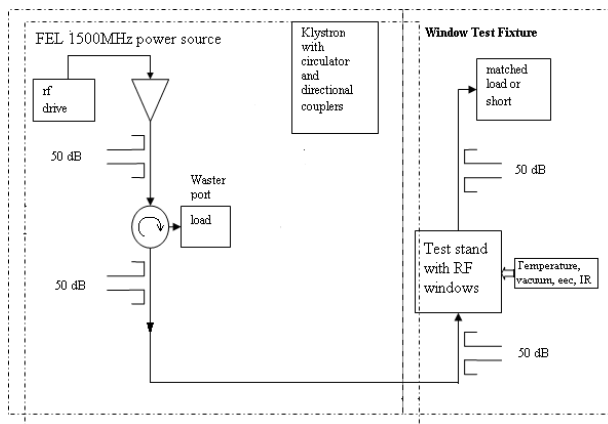 FEL 1500MHz power source
rf
drive
50 dB
Waster
port
load
50 dB
Klystron
with
circulator
and
directional
couplers
Window Test Fixture
matched
load or
short
50 dB
Test stand
with RF
windows
Temperature,
vacuum, eec, IR
50 dB